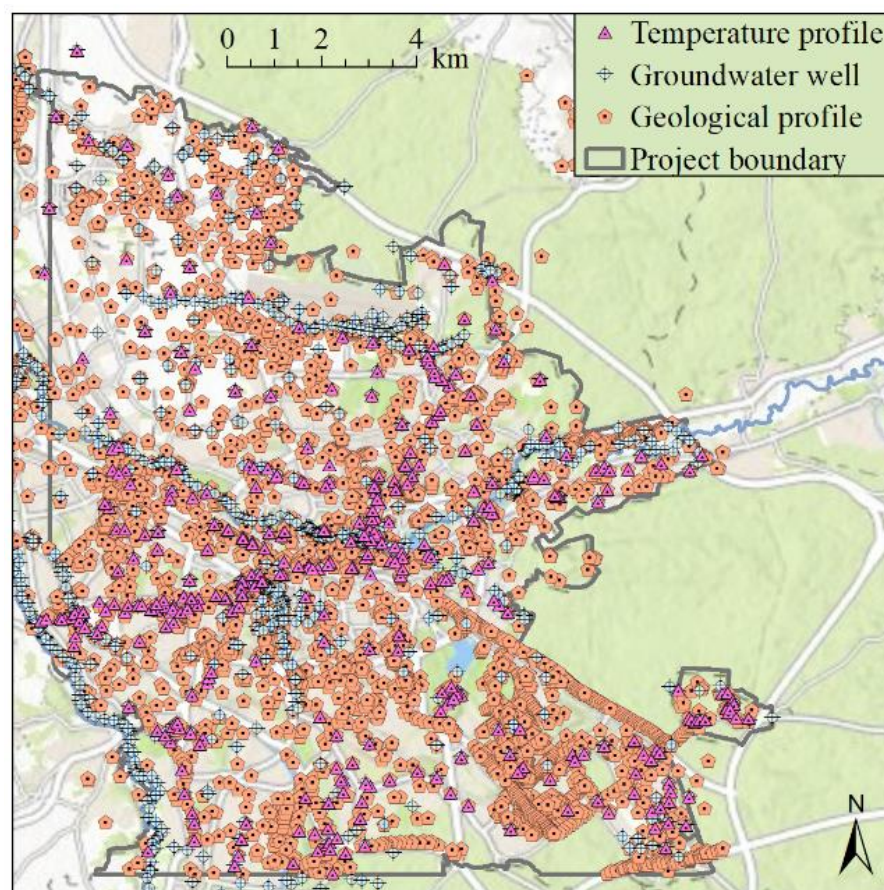 0 1 2 4
km
Temperature profile
Groundwater well
Geological profile
Project boundary
N